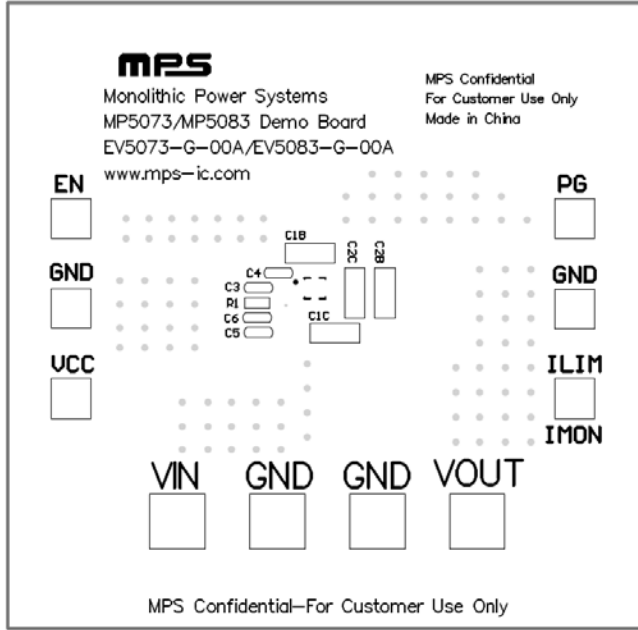 mps
Monolithic Power Systems
MP5073/MP5083 Demo Board
EV5073-G-00A/EV5083-G-00A
www.mps-ic.com
MPS Confidential
For Customer Use Only
Made in China
EN
PG
C1B
C2C
C2B
C4
GND
C3
R1
C6
C5
C1C
GND
VCC
ILIM
IMON
VIN
GND
GND
VOUT
MPS Confidential-For Customer Use Only